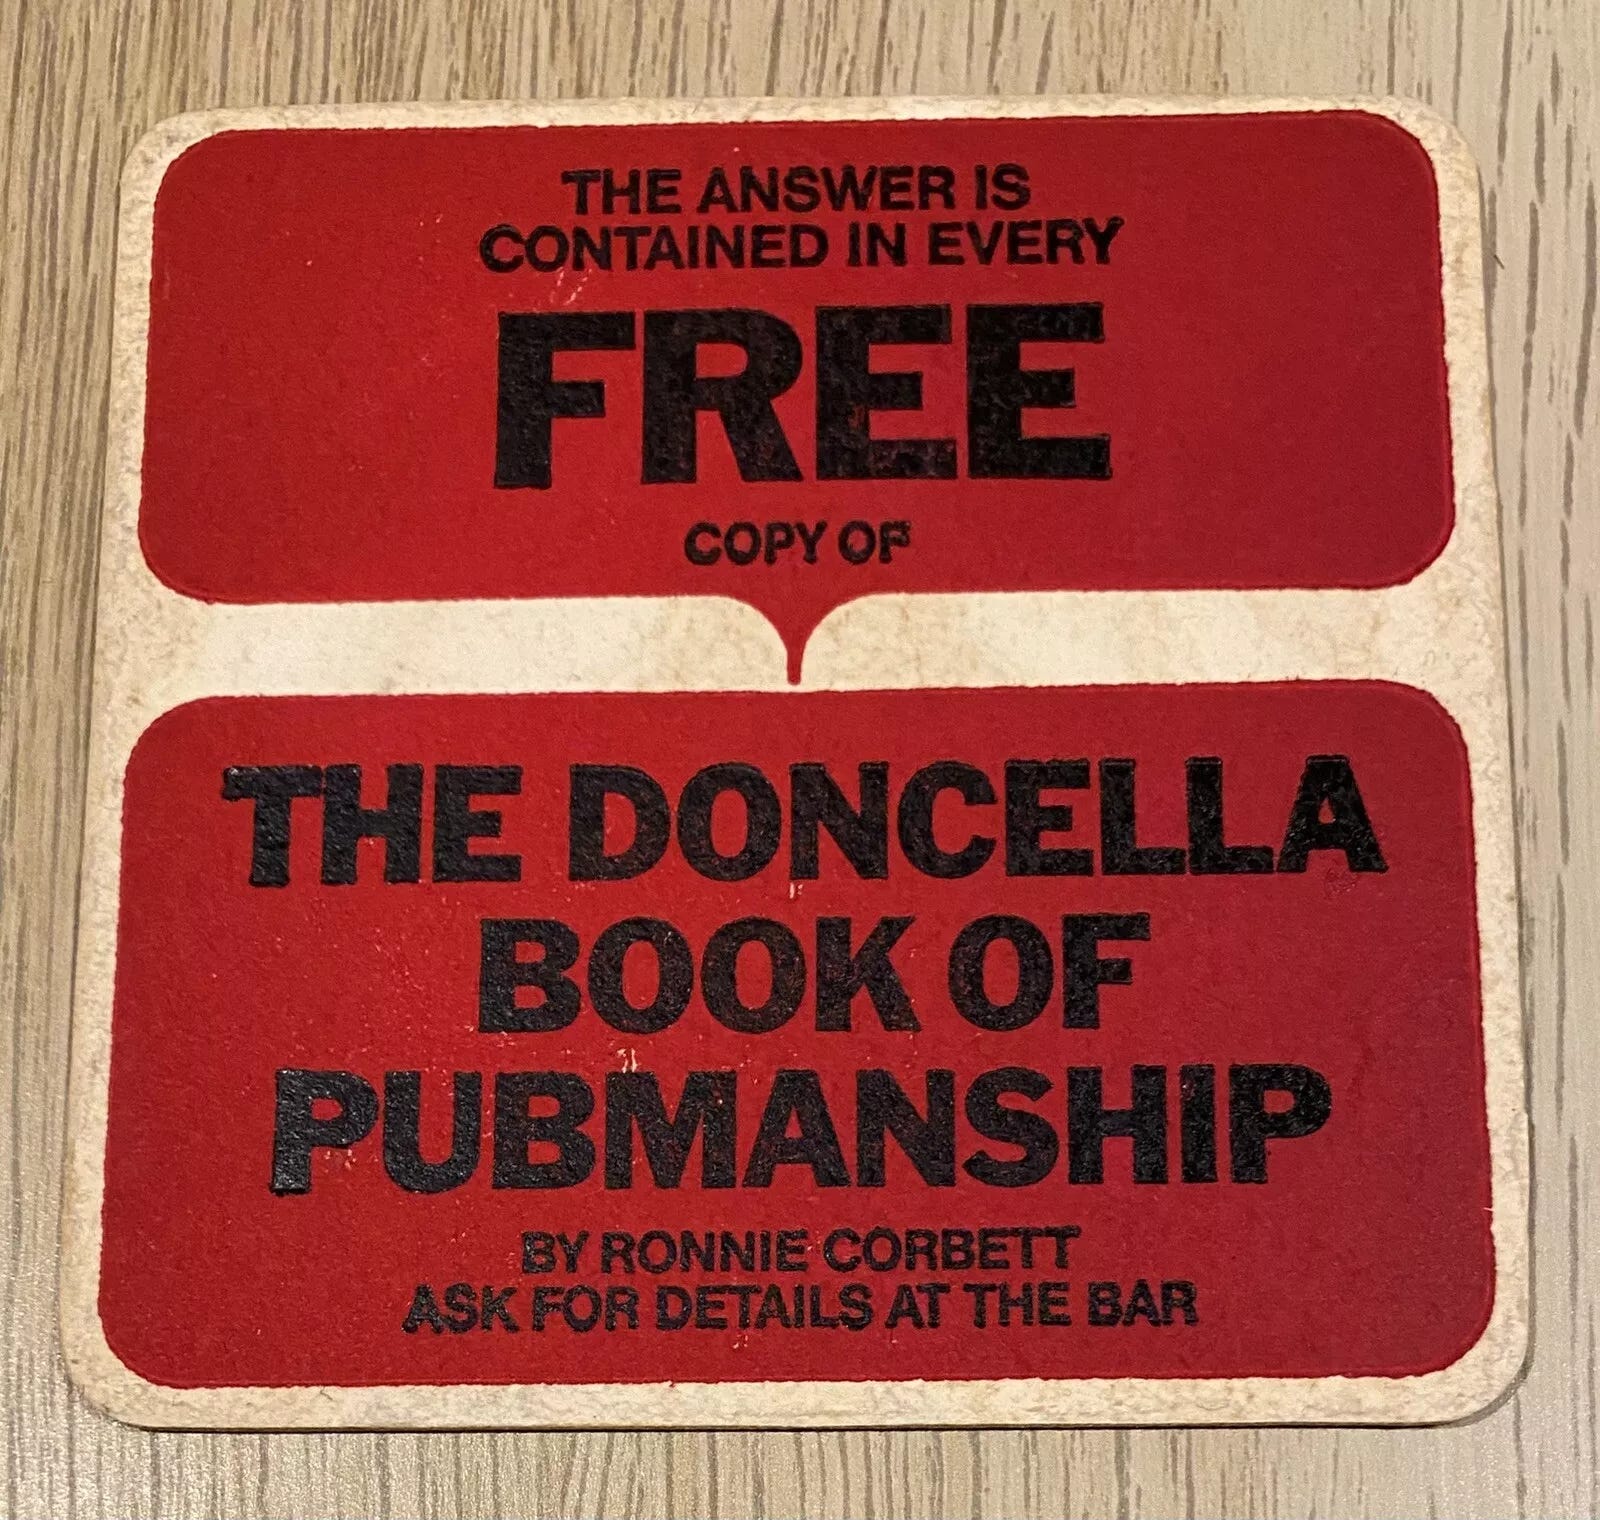 THE ANSWER IS
CONTAINED IN EVERY
FREE
COPY OF
THE DONCELLA
BOOK OF
PUBMANSHIP
BY RONNIE CORBETT
ASK FOR DETAILS AT THE BAR